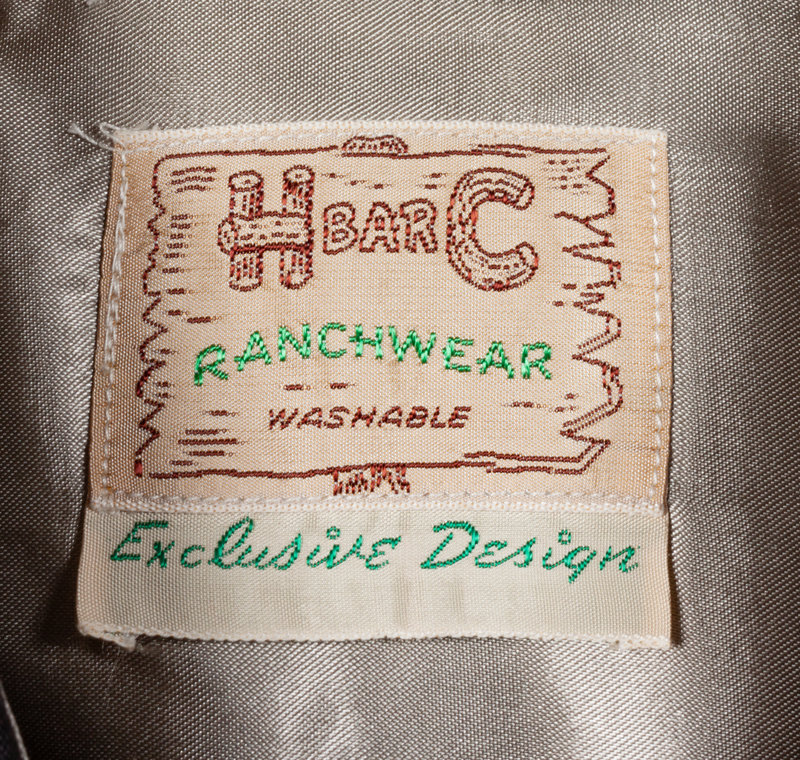 H BAR C
RANCHWEAR
WASHABLE
Exclusive Design